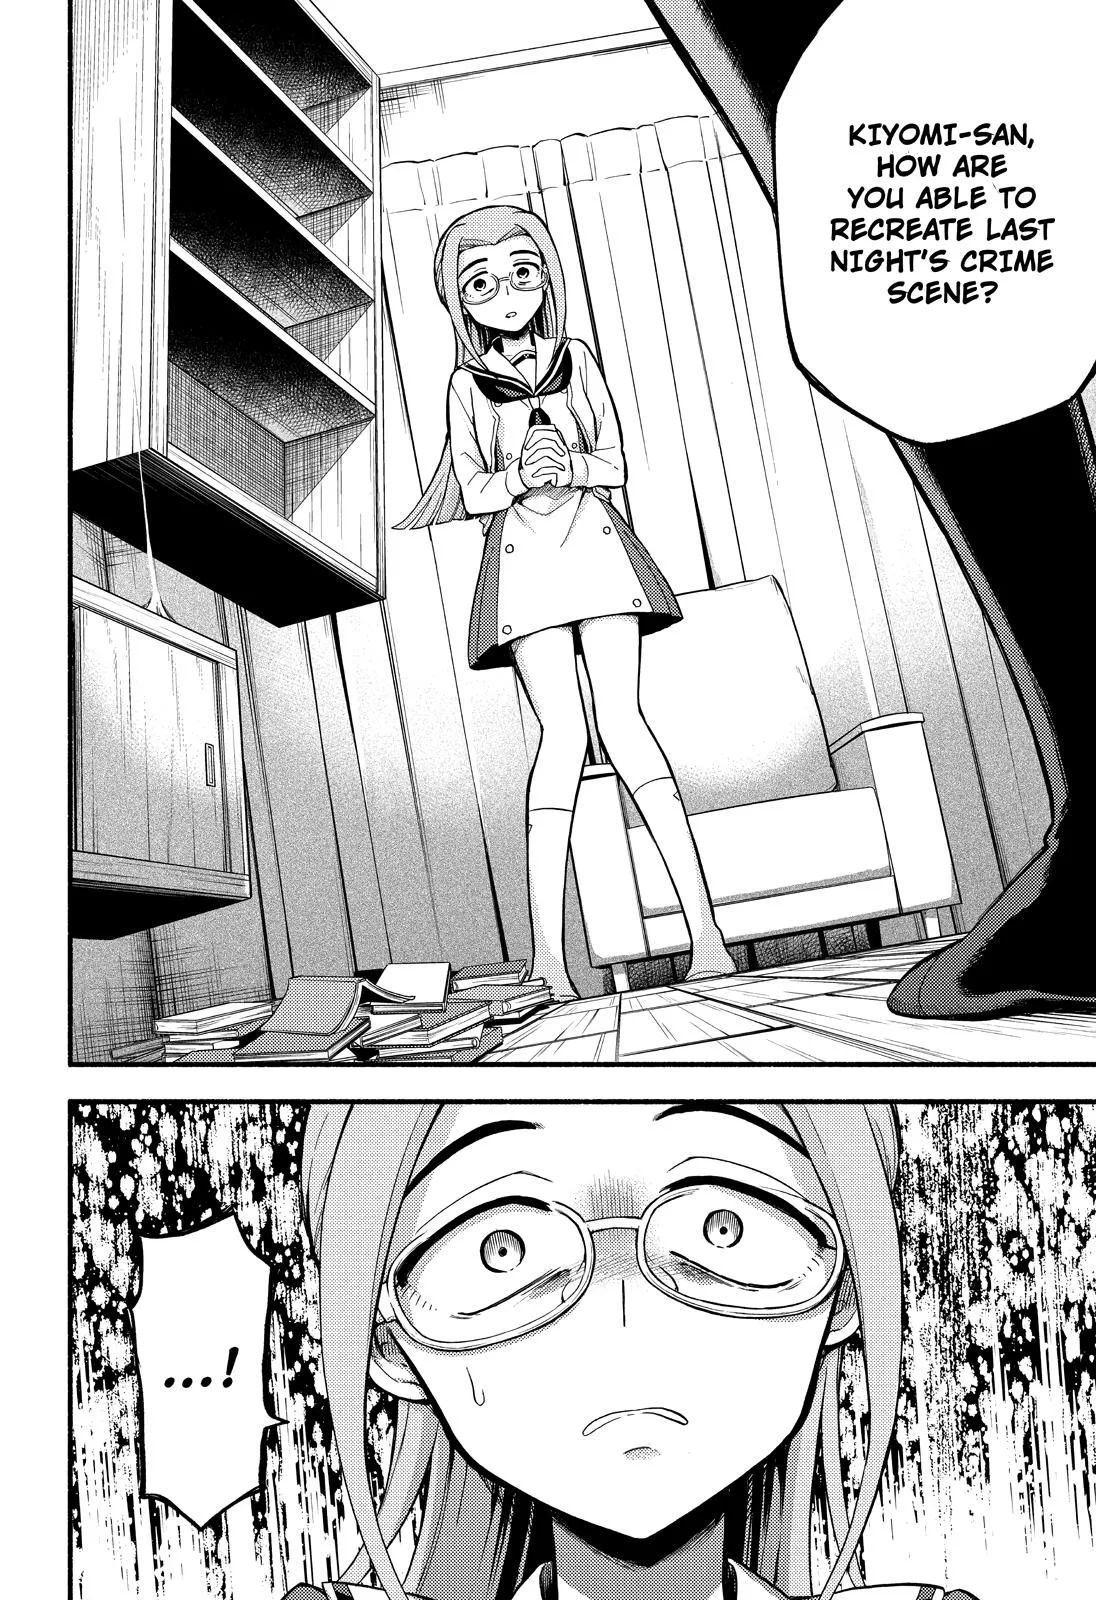 KIYOMI-SAN,
HOW ARE
YOU ABLE TO
RECREATE LAST
NIGHT'S CRIME
SCENE?
...!